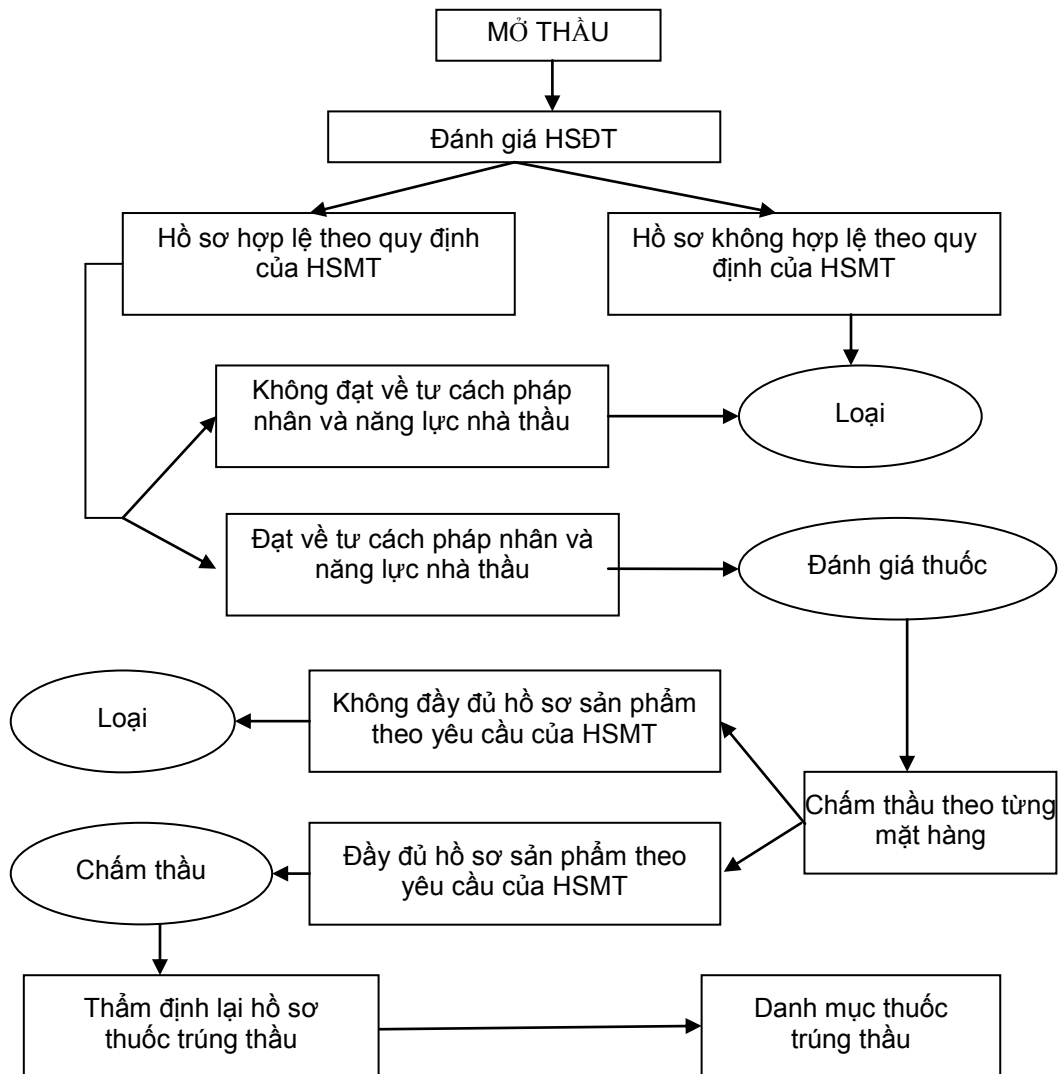 MỞ THẦU
Đánh giá HSĐT
Hồ sơ hợp lệ theo quy định
của HSMT
Hồ sơ không hợp lệ theo quy
định của HSMT
Không đạt về tư cách pháp
nhân và năng lực nhà thầu
Loại
Đạt về tư cách pháp nhân và
năng lực nhà thầu
Đánh giá thuốc
Không đầy đủ hồ sơ sản phẩm
theo yêu cầu của HSMT
Loại
Chấm thầu theo từng
mặt hàng
Đầy đủ hồ sơ sản phẩm theo
yêu cầu của HSMT
Chấm thầu
Thẩm định lại hồ sơ
thuốc trúng thầu
Danh mục thuốc
trúng thầu